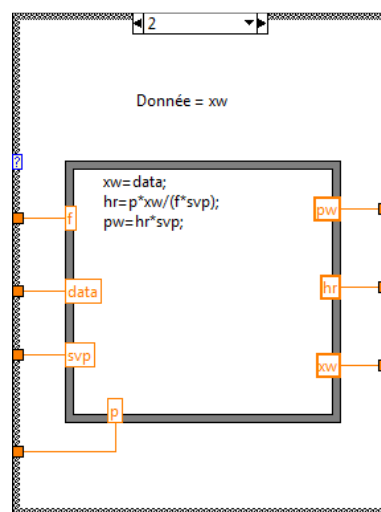 2
Donnée = xw
?
xw=data;
hr=p*xw/(f*svp);
pw=hr*svp;
f
data
svp
p
pw
hr
xw